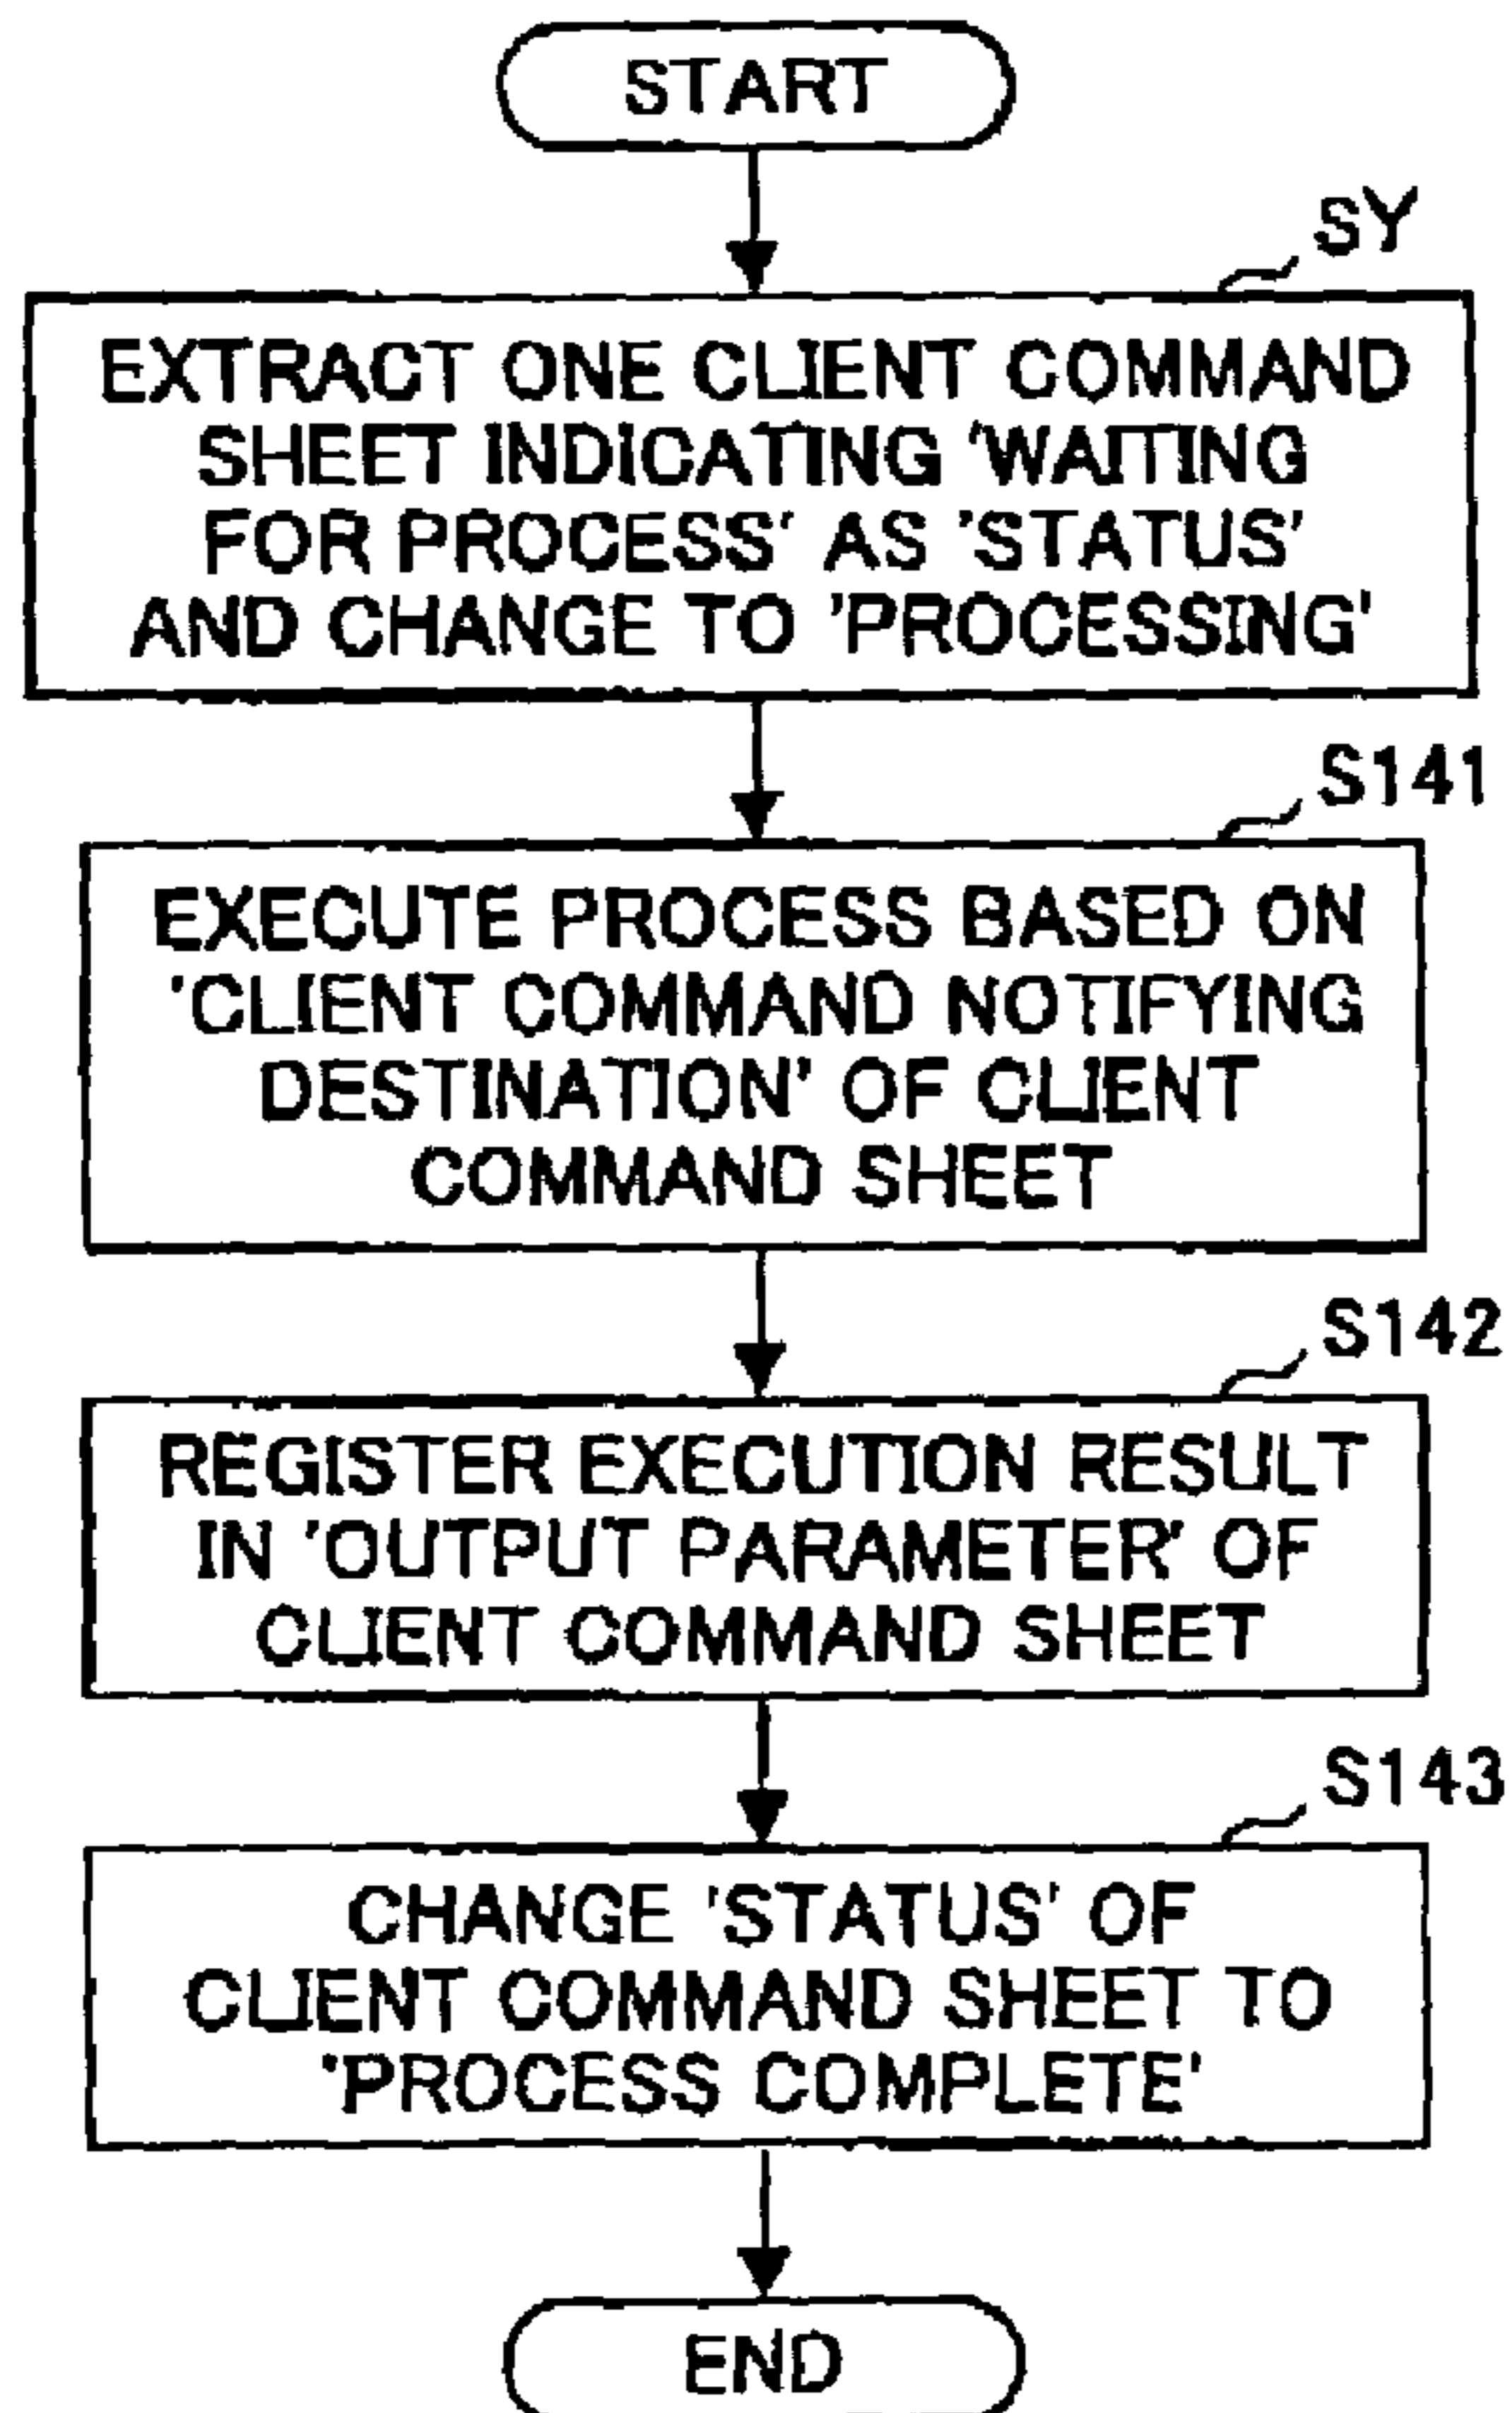 START
SY
EXTRACT ONE CLIENT COMMAND
SHEET INDICATING 'WAITING
FOR PROCESS' AS 'STATUS'
AND CHANGE TO 'PROCESSING'
S141
EXECUTE PROCESS BASED ON
'CLIENT COMMAND NOTIFYING
DESTINATION' OF CLIENT
COMMAND SHEET
S142
REGISTER EXECUTION RESULT
IN 'OUTPUT PARAMETER' OF
CLIENT COMMAND SHEET
S143
CHANGE 'STATUS' OF
CLIENT COMMAND SHEET TO
'PROCESS COMPLETE'
END